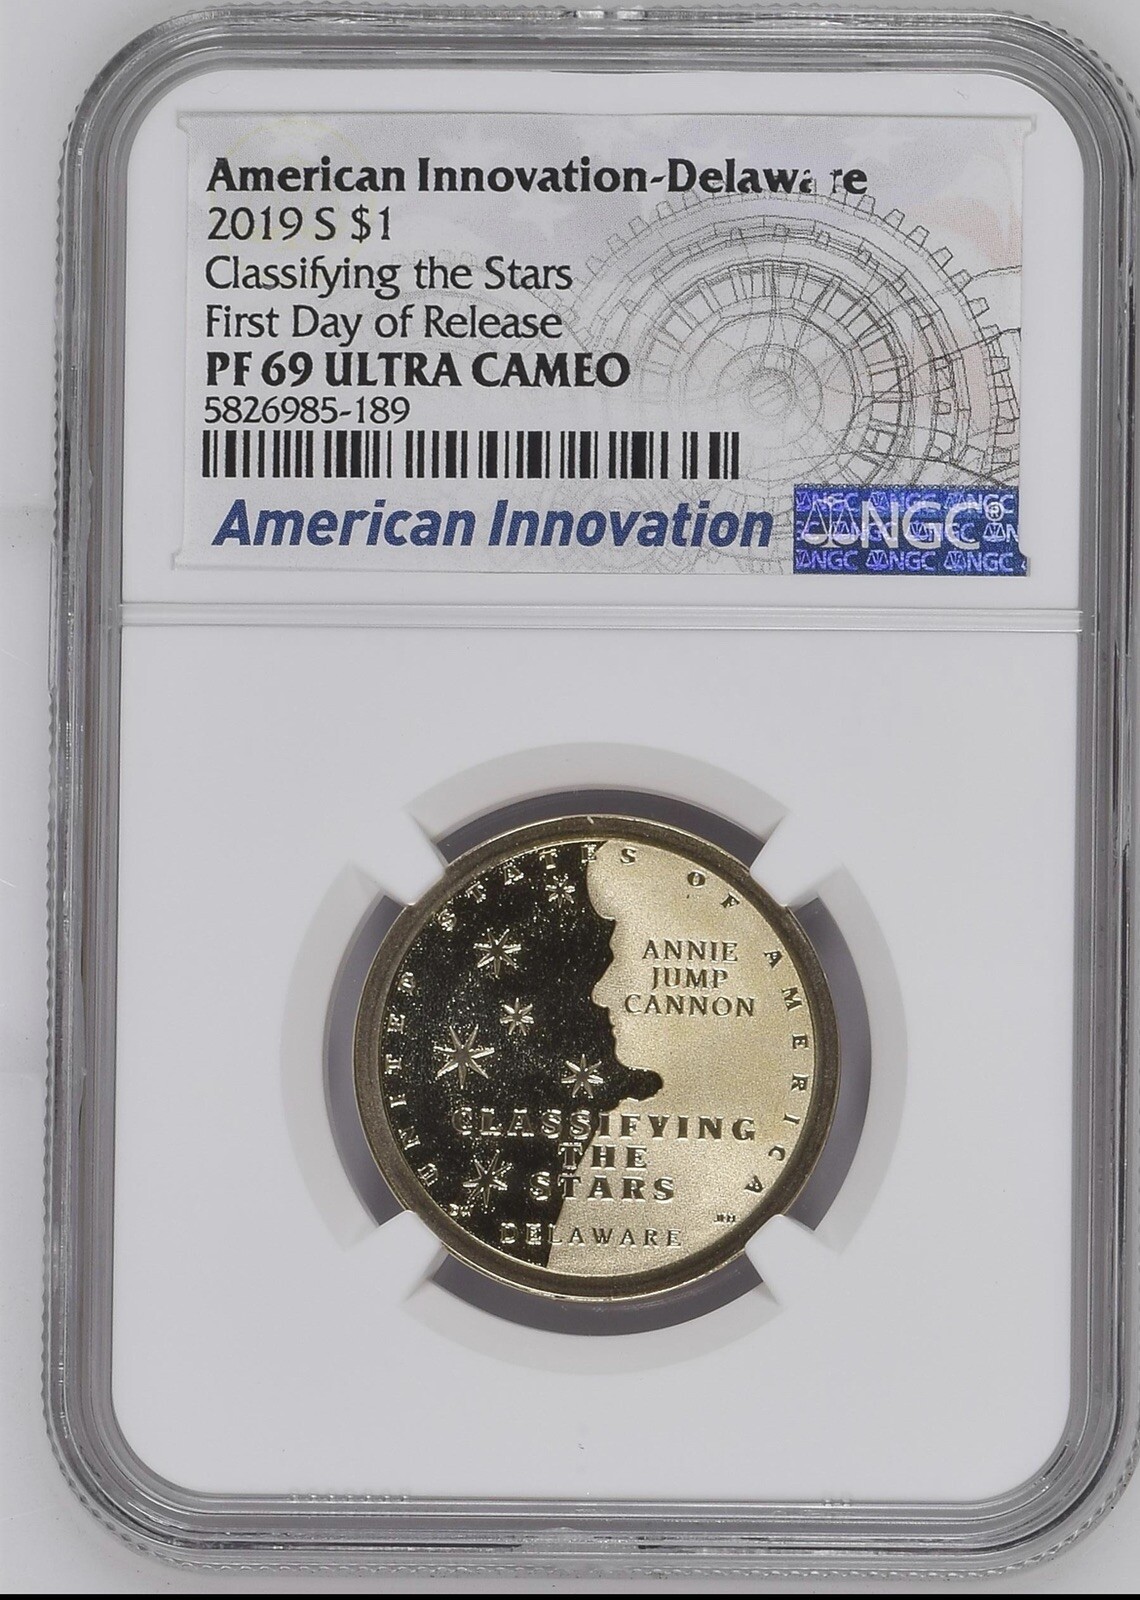 American Innovation-Delaware
2019 S $1
Classifying the Stars
First Day of Release
PF 69 ULTRA CAMEO
5826985-189
American Innovation
NGC®
UNITED STATES OF AMERICA
ANNIE
JUMP
CANNON
CLASSIFYING
THE
STARS
DELAWARE